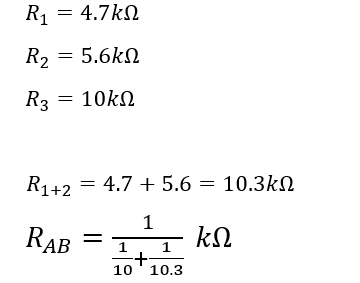 R₁ = 4.7kΩ
R₂ = 5.6kΩ
R₃ = 10kΩ
R₁₊₂ = 4.7 + 5.6 = 10.3kΩ
R_AB = 1/(1/10+1/10.3) kΩ